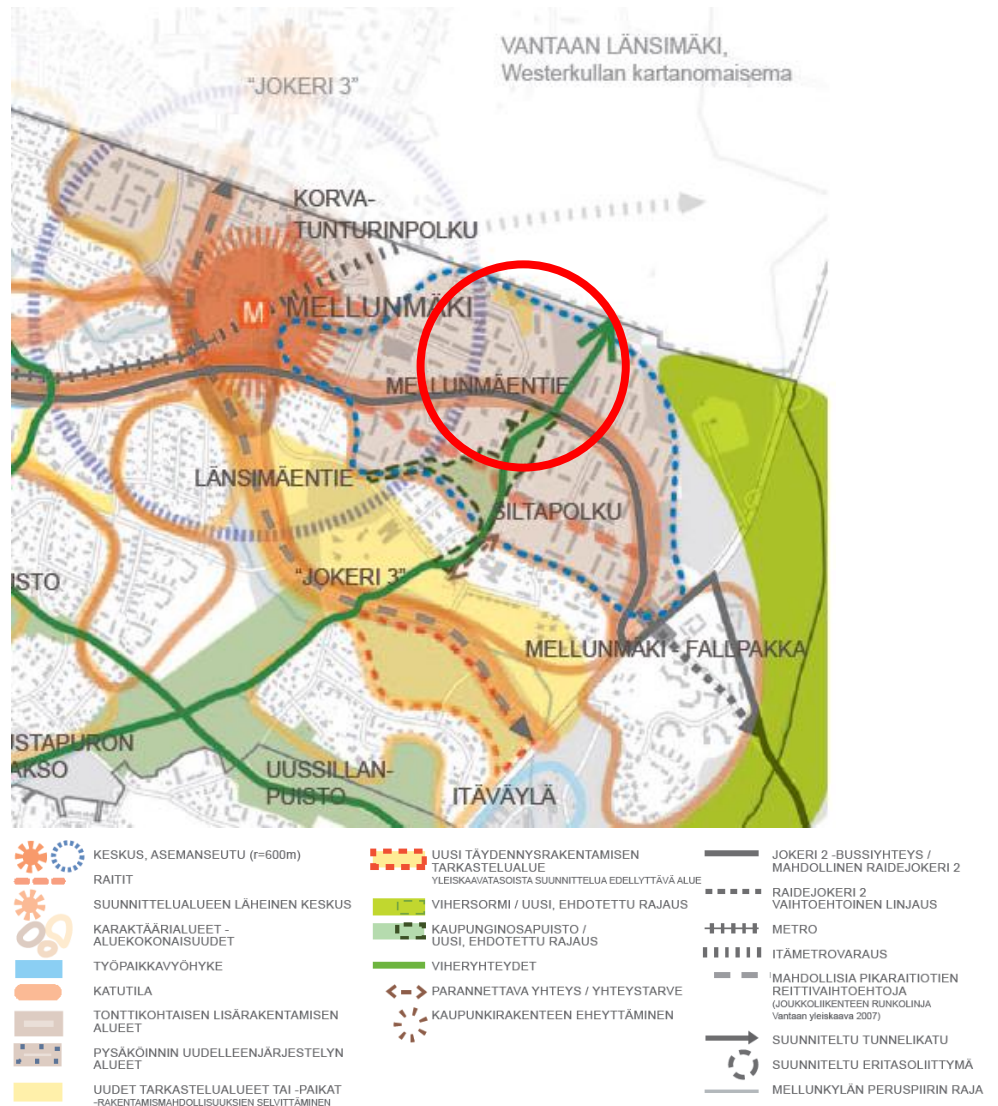 VANTAAN LÄNSIMÄKI,
Westerkullan kartanomaisema
"JOKERI 3"
KORVA-
TUNTURINPOLKU
M
MELLUNMÄKI
MELLUNMÄENTIE
LÄNSIMÄENTIE
SILTAPOLKU
"JOKERI 3"
ISTO
MELLUNMÄKI - FALLPAKKA
USTAPURON
AKSO
UUSSILLAN-
PUISTO
ITÄVÄYLÄ
KESKUS, ASEMANSEUTU (r=600m)
RAITIT
SUUNNITTELUALUEEN LÄHEINEN KESKUS
KARAKTÄÄRIALUEET -
ALUEKOKONAISUUDET
TYÖPAIKKAVYÖHYKE
KATUTILA
TONTTIKOHTAISEN LISÄRAKENTAMISEN
ALUEET
PYSÄKÖINNIN UUDELLEENJÄRJESTELYN
ALUEET
UUDET TARKASTELUALUEET TAI -PAIKAT
-RAKENTAMISMAHDOLLISUUKSIEN SELVITTÄMINEN
UUSI TÄYDENNYSRAKENTAMISEN
TARKASTELUALUE
YLEISKAAVATASOISTA SUUNNITTELUA EDELLYTTÄVÄ ALUE
VIHERSORMI / UUSI, EHDOTETTU RAJAUS
KAUPUNGINOSAPUISTO /
UUSI, EHDOTETTU RAJAUS
VIHERYHTEYDET
PARANNETTAVA YHTEYS / YHTEYSTARVE
KAUPUNKIRAKENTEEN EHEYTTÄMINEN
JOKERI 2 -BUSSIYHTEYS /
MAHDOLLINEN RAIDEJOKERI 2
RAIDEJOKERI 2
VAIHTOEHTOINEN LINJAUS
METRO
ITÄMETROVARAUS
MAHDOLLISIA PIKARAITIOTIEN
REITTIVAIHTOEHTOJA
(JOUKKOLIIKENTEEN RUNKOLINJA
Vantaan yleiskaava 2007)
SUUNNITELTU TUNNELIKATU
SUUNNITELTU ERITASOLIITTYMÄ
MELLUNKYLÄN PERUSPIIRIN RAJA